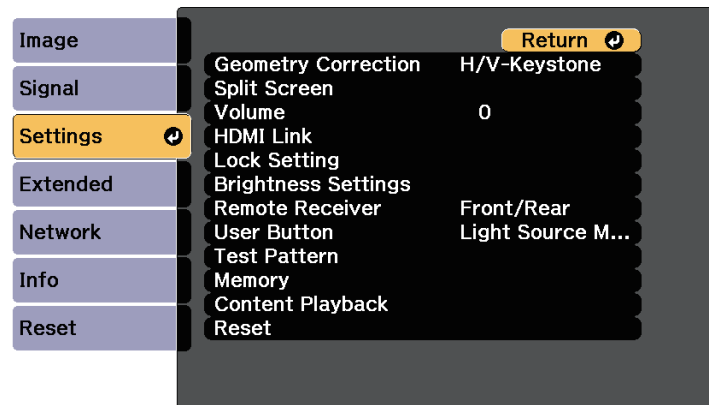 Image
Signal
Settings
Extended
Network
Info
Reset
Return
Geometry Correction H/V-Keystone
Split Screen
Volume 0
HDMI Link
Lock Setting
Brightness Settings
Remote Receiver Front/Rear
User Button Light Source M...
Test Pattern
Memory
Content Playback
Reset